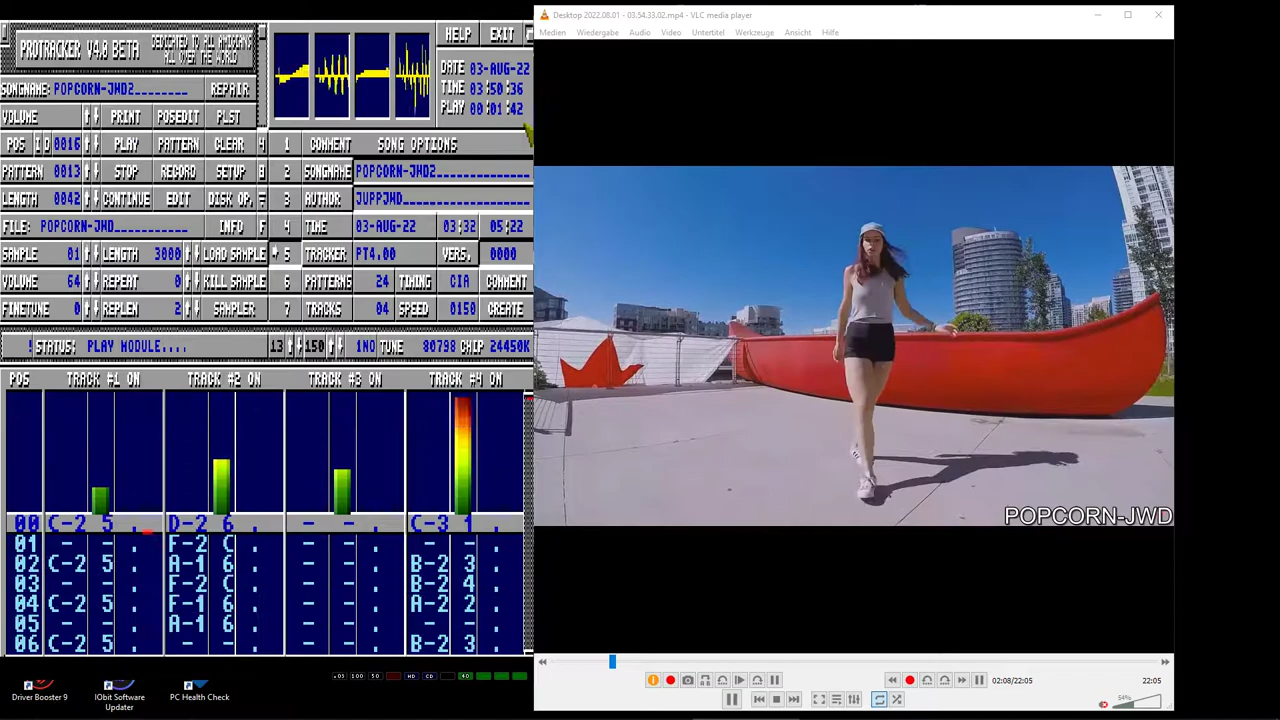 PROTRACKER V4.0 BETA
DEDICATED TO ALL AMIGIANS
ALL OVER THE WORLD
HELP EXIT
DATE 03-AUG-22
TIME 03:50:36
PLAY 00:01:42
SONGNAME: POPCORN-JWD2________ REPAIR
VOLUME PRINT POSEDIT PLST
POS I D 0016 PLAY PATTERN CLEAR 1 COMMENT SONG OPTIONS
PATTERN 0013 STOP RECORD SETUP 2 SONGNAME POPCORN-JWD2
LENGTH 0042 CONTINUE EDIT DISK OP. 3 AUTHOR JUPPJWD
FILE: POPCORN-JWD INFO F 4 TIME 03-AUG-22 03:32 05:22
SAMPLE 01 LENGTH 3000 LOAD SAMPLE 5 TRACKER PT4.00 VERS. 0000
VOLUME 64 REPEAT 0 KILL SAMPLE 6 PATTERNS 24 TIMING CIA COMMENT
FINETUNE 0 REPLEN 2 SAMPLER 7 TRACKS 04 SPEED 0150 CREATE
STATUS: PLAY MODULE.... 13 150 1NO TUNE 80798 CHIP 24450K
POS TRACK #1 ON TRACK #2 ON TRACK #3 ON TRACK #4 ON
00 C-2 5 . D-2 6 . - - . C-3 1 .
01 - - . F-2 C . - - . - - .
02 C-2 5 . A-1 6 . - - . B-2 3 .
03 - - . F-2 C . - - . B-2 4 .
04 C-2 5 . F-1 6 . - - . A-2 2 .
05 - - . A-1 6 . - - . - - .
06 C-2 5 . - - . - - . B-2 3 .
Driver Booster 9
IObit Software Updater
PC Health Check
Desktop 2022.08.01 - 03.54.33.02.mp4 - VLC media player
Medien Wiedergabe Audio Video Untertitel Werkzeuge Ansicht Hilfe
POPCORN-JWD
02:08/22:05 22:05
54%